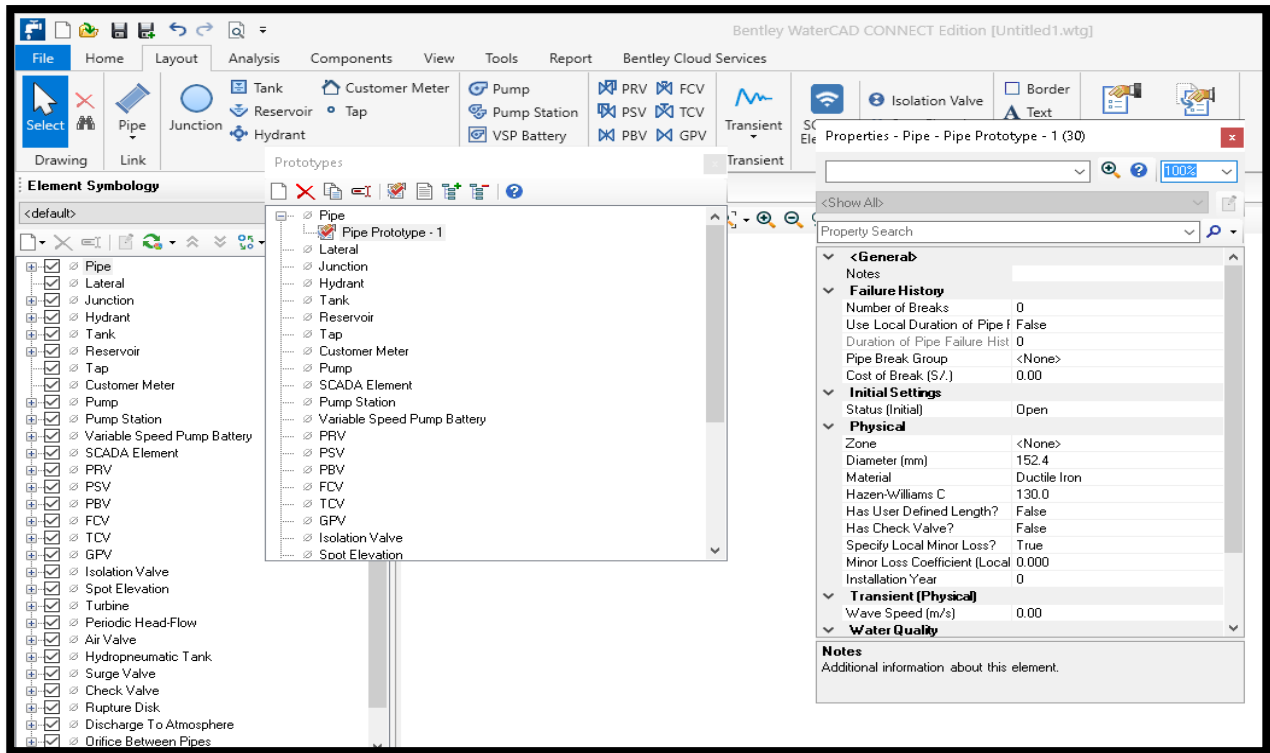 Bentley WaterCAD CONNECT Edition [Untitled1.wtg]
File Home Layout Analysis Components View Tools Report Bentley Cloud Services
Select
Pipe
Junction
Tank
Reservoir
Hydrant
Customer Meter
Tap
Pump
Pump Station
VSP Battery
PRV FCV
PSV TCV
PBV GPV
Transient
Isolation Valve
Border
Text
Drawing Link Transient
Element Symbology
<default>
Pipe
Lateral
Junction
Hydrant
Tank
Reservoir
Tap
Customer Meter
Pump
Pump Station
Variable Speed Pump Battery
SCADA Element
PRV
PSV
PBV
FCV
TCV
GPV
Isolation Valve
Spot Elevation
Turbine
Periodic Head-Flow
Air Valve
Hydropneumatic Tank
Surge Valve
Check Valve
Rupture Disk
Discharge To Atmosphere
Orifice Between Pipes
Prototypes
Pipe
Pipe Prototype - 1
Lateral
Junction
Hydrant
Tank
Reservoir
Tap
Customer Meter
Pump
SCADA Element
Pump Station
Variable Speed Pump Battery
PRV
PSV
PBV
FCV
TCV
GPV
Isolation Valve
Spot Elevation
Properties - Pipe - Pipe Prototype - 1 (30)
100%
<Show All>
Property Search
<General>
Notes
Failure History
Number of Breaks 0
Use Local Duration of Pipe F False
Duration of Pipe Failure Hist 0
Pipe Break Group <None>
Cost of Break (S/.) 0.00
Initial Settings
Status (Initial) Open
Physical
Zone <None>
Diameter (mm) 152.4
Material Ductile Iron
Hazen-Williams C 130.0
Has User Defined Length? False
Has Check Valve? False
Specify Local Minor Loss? True
Minor Loss Coefficient (Local 0.000
Installation Year 0
Transient (Physical)
Wave Speed (m/s) 0.00
Water Quality
Notes
Additional information about this element.